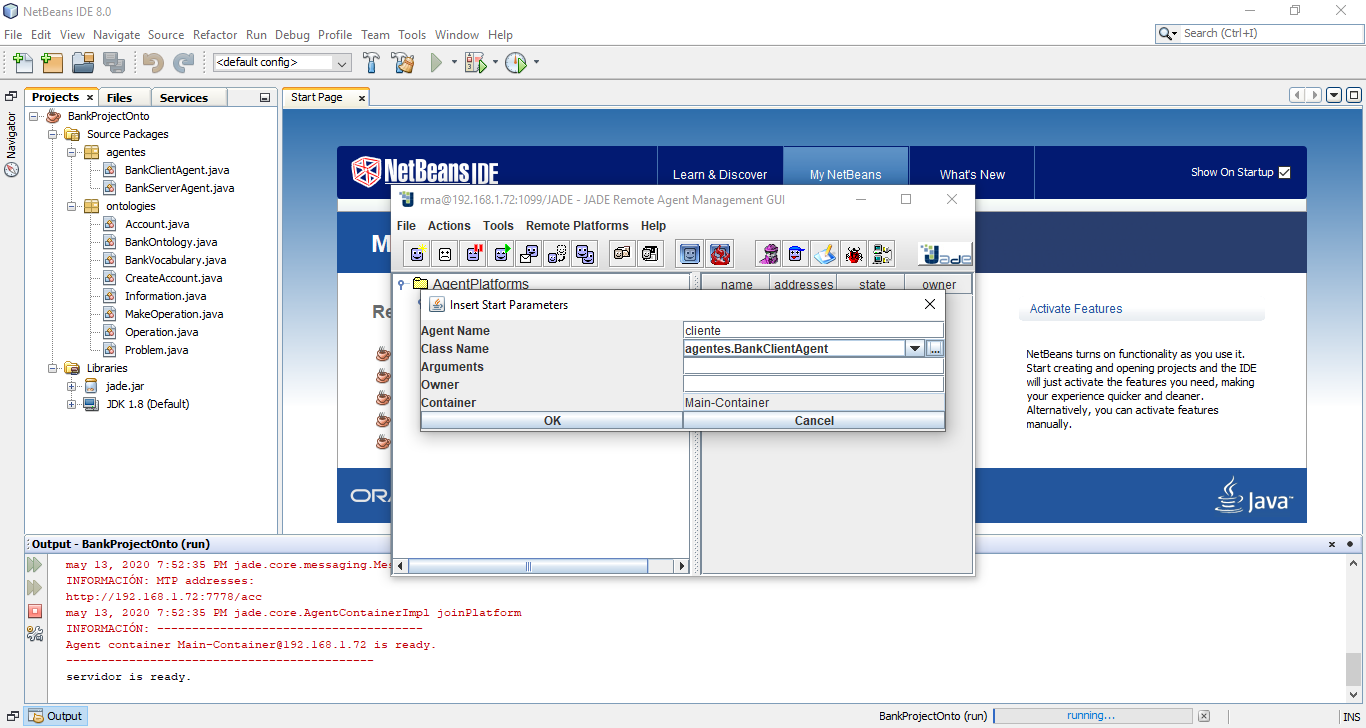 NetBeans IDE 8.0
File Edit View Navigate Source Refactor Run Debug Profile Team Tools Window Help
Search (Ctrl+I)
<default config>
Projects Files Services
Start Page
Navigator
BankProjectOnto
Source Packages
agentes
BankClientAgent.java
BankServerAgent.java
ontologies
Account.java
BankOntology.java
BankVocabulary.java
CreateAccount.java
Information.java
MakeOperation.java
Operation.java
Problem.java
Libraries
jade.jar
JDK 1.8 (Default)
NetBeans IDE
Learn & Discover
My NetBeans
What's New
Show On Startup
M
Re
Activate Features
NetBeans turns on functionality as you use it.
Start creating and opening projects and the IDE
will just activate the features you need, making
your experience quicker and cleaner.
Alternatively, you can activate features
manually.
ORA
Java
rma@192.168.1.72:1099/JADE - JADE Remote Agent Management GUI
File Actions Tools Remote Platforms Help
Jade
AgentPlatforms
name addresses state owner
Insert Start Parameters
Agent Name cliente
Class Name agentes.BankClientAgent ...
Arguments
Owner
Container Main-Container
OK Cancel
Output - BankProjectOnto (run)
may 13, 2020 7:52:35 PM jade.core.messaging.Mes
INFORMACIÓN: MTP addresses:
http://192.168.1.72:7778/acc
may 13, 2020 7:52:35 PM jade.core.AgentContainerImpl joinPlatform
INFORMACIÓN: --------------------------------------
Agent container Main-Container@192.168.1.72 is ready.
--------------------------------------------
servidor is ready.
Output
BankProjectOnto (run)
running...
INS